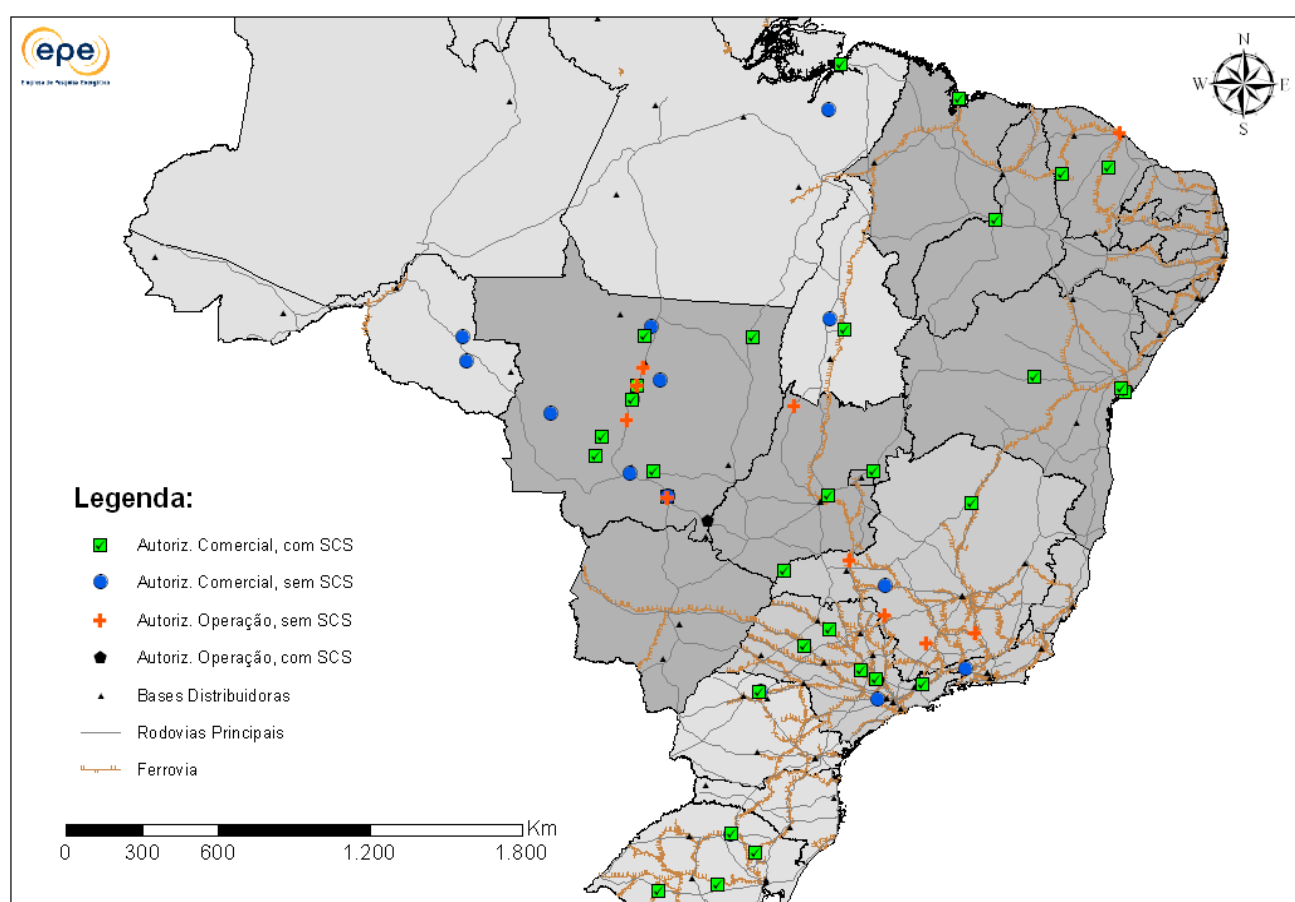 epe
Empresa de Pesquisa Energética
N
W
E
S
Legenda:
Autoriz. Comercial, com SCS
Autoriz. Comercial, sem SCS
Autoriz. Operação, sem SCS
Autoriz. Operação, com SCS
Bases Distribuidoras
Rodovias Principais
Ferrovia
Km
0 300 600 1.200 1.800